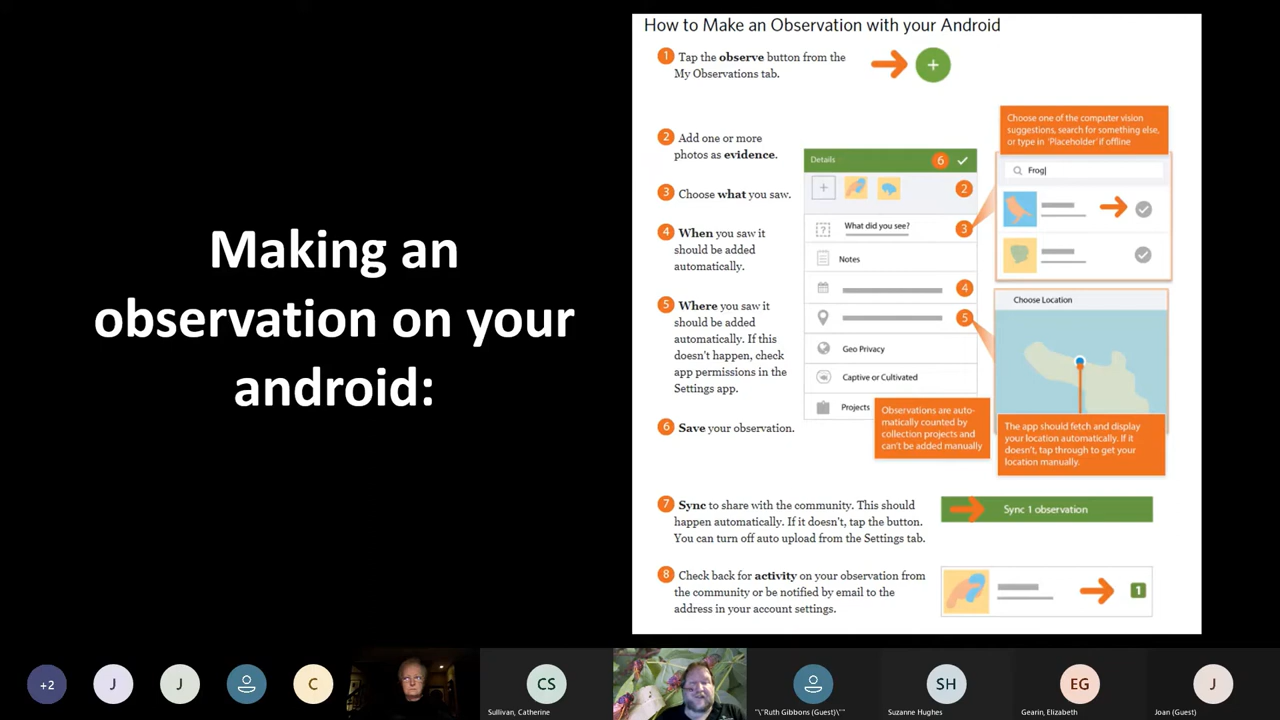 Making an
observation on your
android:
How to Make an Observation with your Android
1 Tap the observe button from the
My Observations tab.
+
2 Add one or more
photos as evidence.
3 Choose what you saw.
4 When you saw it
should be added
automatically.
5 Where you saw it
should be added
automatically. If this
doesn't happen, check
app permissions in the
Settings app.
6 Save your observation.
Details 6
+ 2
? What did you see? 3
Notes
4
5
Geo Privacy
Captive or Cultivated
Projects
Observations are auto-
matically counted by
collection projects and
can't be added manually
Choose one of the computer vision
suggestions, search for something else,
or type in 'Placeholder' if offline
Frog
Choose Location
The app should fetch and display
your location automatically. If it
doesn't, tap through to get your
location manually.
7 Sync to share with the community. This should
happen automatically. If it doesn't, tap the button.
You can turn off auto upload from the Settings tab.
Sync 1 observation
8 Check back for activity on your observation from
the community or be notified by email to the
address in your account settings.
1
+2
J
J
C
CS
Sullivan, Catherine
"\"Ruth Gibbons (Guest)\""
SH
Suzanne Hughes
EG
Gearin, Elizabeth
J
Joan (Guest)